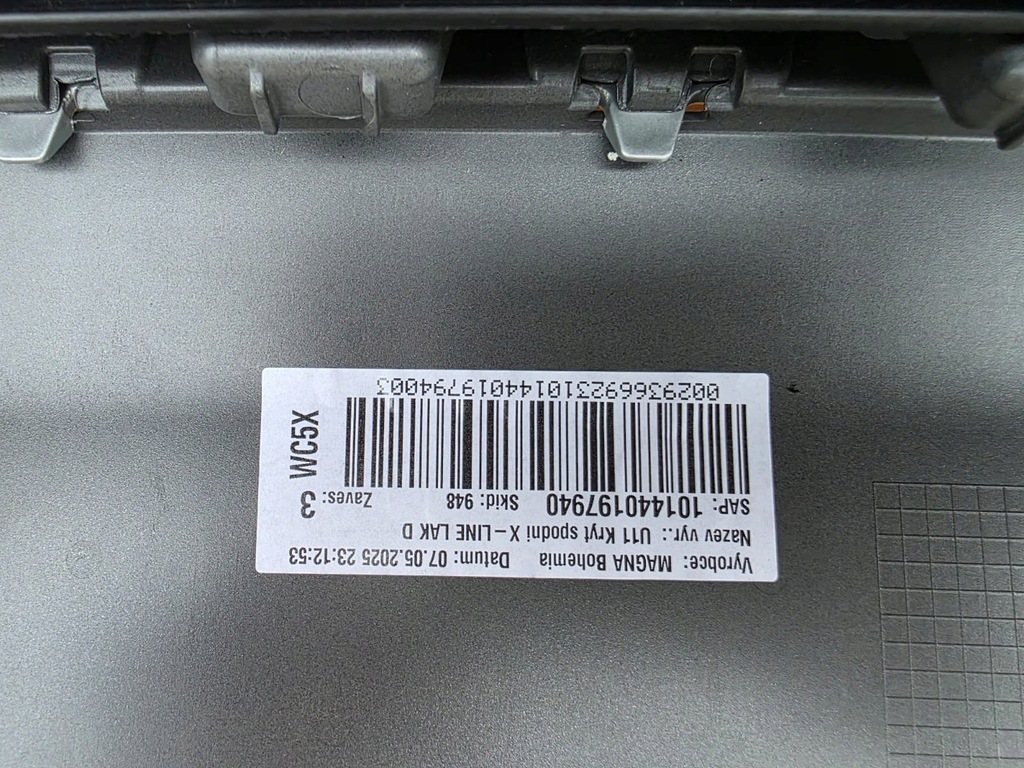 Vyrobce: MAGNA Bohemia Datum: 07.05.2025 23:12:53
Nazev vyr.: U11 Kryt spodni X-LINE LAK D
SAP: 101440197940 Skid: 948 Zaves: 3
WC5X
002936692310144019794003